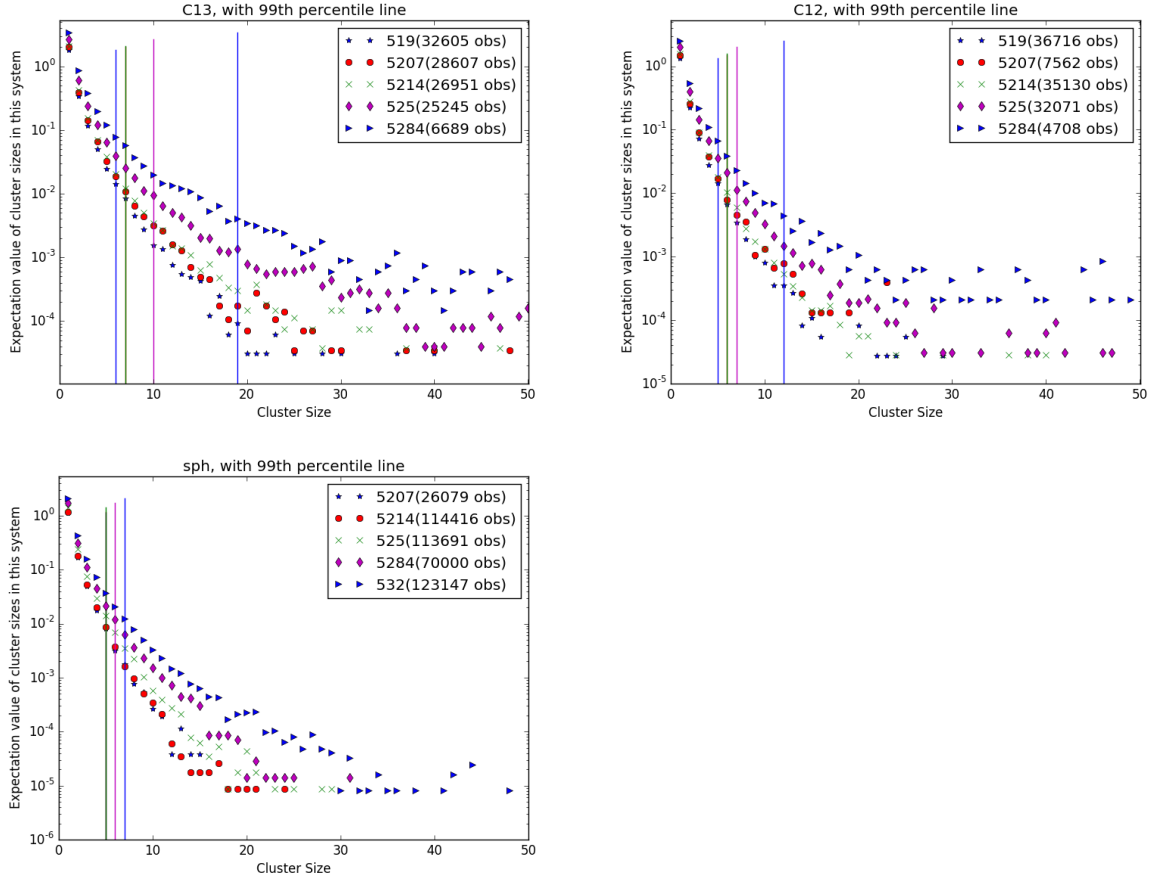 C13, with 99th percentile line
Expectation value of cluster sizes in this system
10^0
10^-1
10^-2
10^-3
10^-4
519(32605 obs)
5207(28607 obs)
5214(26951 obs)
525(25245 obs)
5284(6689 obs)
0 10 20 30 40 50
Cluster Size
C12, with 99th percentile line
Expectation value of cluster sizes in this system
10^0
10^-1
10^-2
10^-3
10^-4
10^-5
519(36716 obs)
5207(7562 obs)
5214(35130 obs)
525(32071 obs)
5284(4708 obs)
0 10 20 30 40 50
Cluster Size
sph, with 99th percentile line
Expectation value of cluster sizes in this system
10^0
10^-1
10^-2
10^-3
10^-4
10^-5
10^-6
5207(26079 obs)
5214(114416 obs)
525(113691 obs)
5284(70000 obs)
532(123147 obs)
0 10 20 30 40 50
Cluster Size